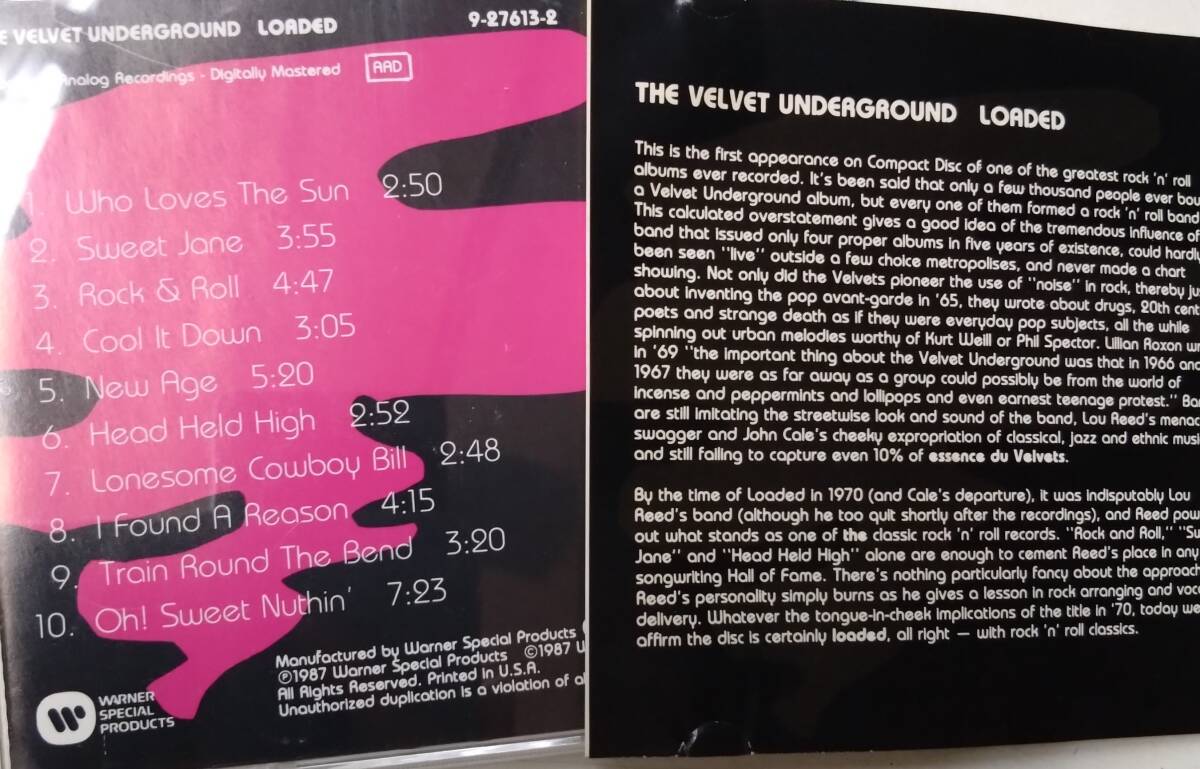 E VELVET UNDERGROUND LOADED
9-27613-2
Analog Recordings - Digitally Mastered AAD
1. Who Loves The Sun 2:50
2. Sweet Jane 3:55
3. Rock & Roll 4:47
4. Cool It Down 3:05
5. New Age 5:20
6. Head Held High 2:52
7. Lonesome Cowboy Bill 2:48
8. I Found A Reason 4:15
9. Train Round The Bend 3:20
10. Oh! Sweet Nuthin' 7:23
Manufactured by Warner Special Products
℗1987 Warner Special Products ©1987 W
All Rights Reserved. Printed in U.S.A.
Unauthorized duplication is a violation of
WARNER
SPECIAL
PRODUCTS
THE VELVET UNDERGROUND LOADED
This is the first appearance on Compact Disc of one of the greatest rock 'n' roll
albums ever recorded. It's been said that only a few thousand people ever bou
a Velvet Underground album, but every one of them formed a rock 'n' roll band
This calculated overstatement gives a good idea of the tremendous influence of
band that issued only four proper albums in five years of existence, could hardly
been seen "live" outside a few choice metropolises, and never made a chart
showing. Not only did the Velvets pioneer the use of "noise" in rock, thereby ju
about inventing the pop avant-garde in '65, they wrote about drugs, 20th cent
poets and strange death as if they were everyday pop subjects, all the while
spinning out urban melodies worthy of Kurt Weill or Phil Spector. Lillian Roxon wr
in '69 "the important thing about the Velvet Underground was that in 1966 and
1967 they were as far away as a group could possibly be from the world of
incense and peppermints and lollipops and even earnest teenage protest." Ban
are still imitating the streetwise look and sound of the band, Lou Reed's menac
swagger and John Cale's cheeky expropriation of classical, jazz and ethnic mus
and still failing to capture even 10% of essence du Velvets.
By the time of Loaded in 1970 (and Cale's departure), it was indisputably Lou
Reed's band (although he too quit shortly after the recordings), and Reed pow
out what stands as one of the classic rock 'n' roll records. "Rock and Roll," "Su
Jane" and "Head Held High" alone are enough to cement Reed's place in any
songwriting Hall of Fame. There's nothing particularly fancy about the approach
Reed's personality simply burns as he gives a lesson in rock arranging and voc
delivery. Whatever the tongue-in-cheek implications of the title in '70, today we
affirm the disc is certainly loaded, all right — with rock 'n' roll classics.